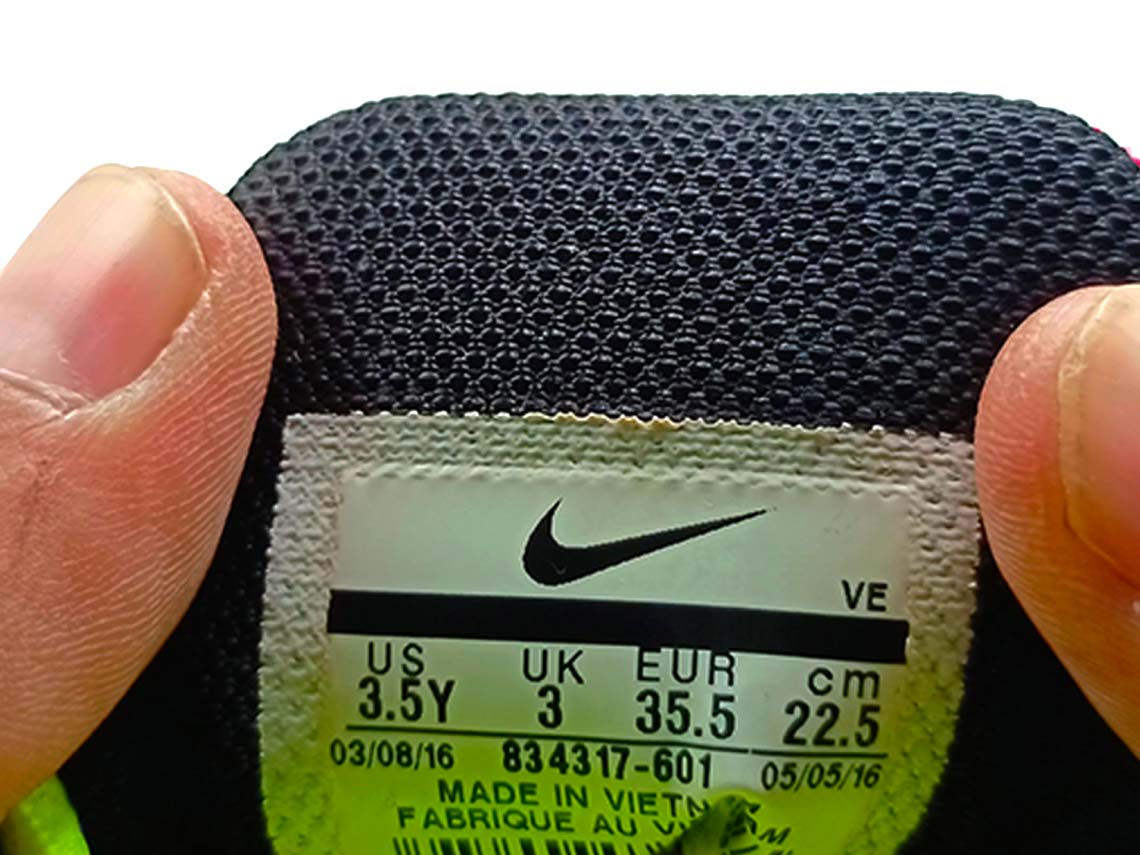 VE
US UK EUR cm
3.5Y 3 35.5 22.5
03/08/16 834317-601 05/05/16
MADE IN
FABRIQUE AU